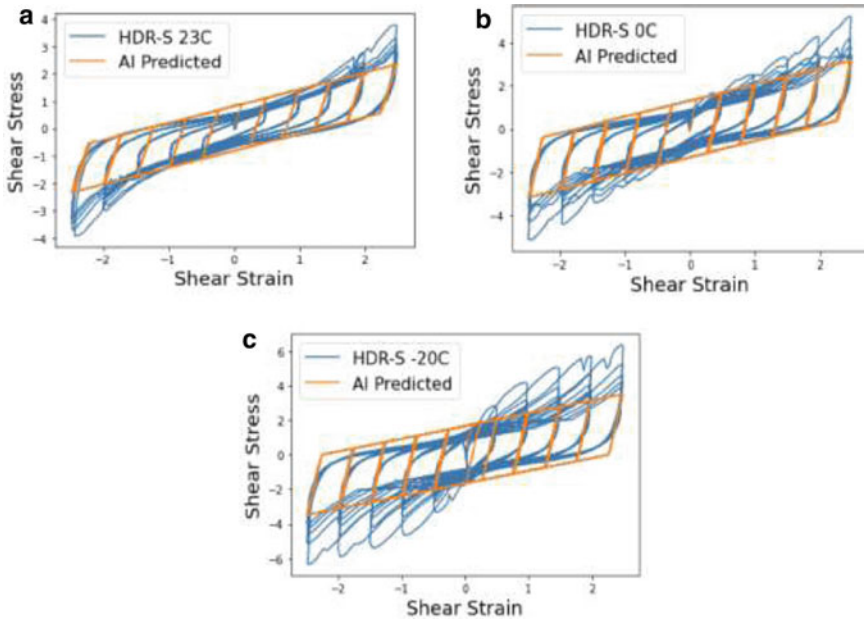 a
HDR-S 23C
AI Predicted
4
3
2
1
0
−1
−2
−3
−4
Shear Stress
−2
−1
0
1
2
Shear Strain
b
HDR-S 0C
AI Predicted
4
2
0
−2
−4
Shear Stress
−2
−1
0
1
2
Shear Strain
c
HDR-S -20C
AI Predicted
6
4
2
0
−2
−4
−6
Shear Stress
−2
−1
0
1
2
Shear Strain